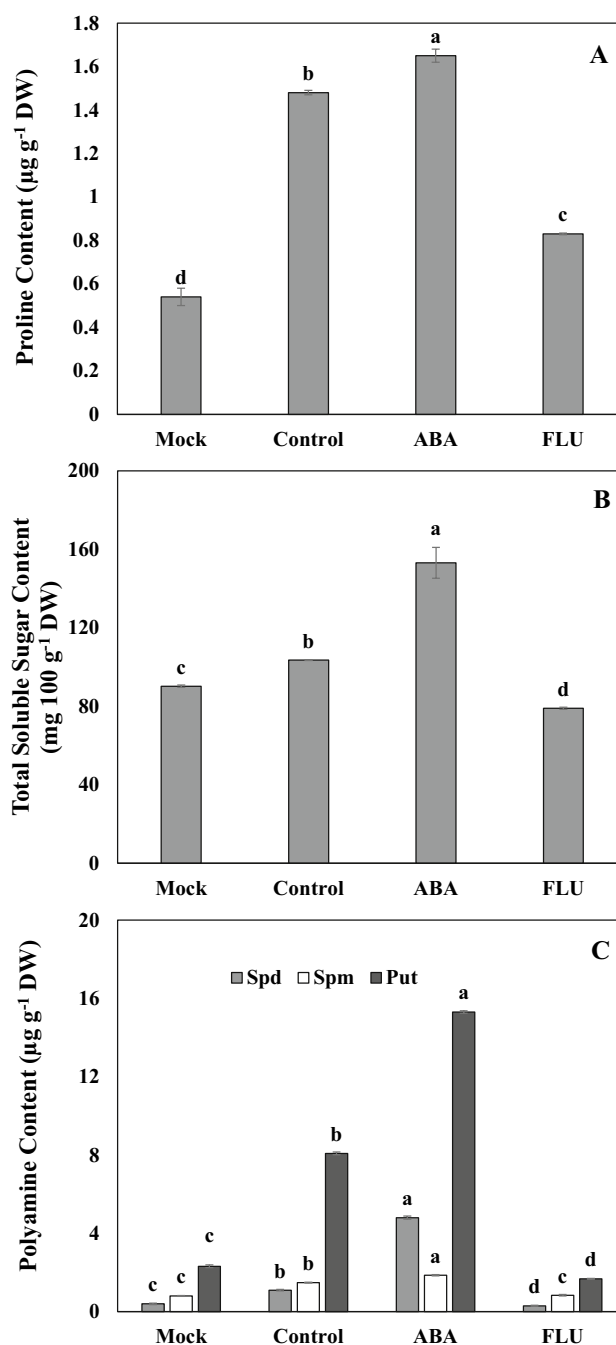 A
Proline Content (µg g-1 DW)
1.8
1.6
1.4
1.2
1
0.8
0.6
0.4
0.2
0
d
b
a
c
Mock Control ABA FLU
B
Total Soluble Sugar Content
(mg 100 g-1 DW)
200
160
120
80
40
0
c
b
a
d
Mock Control ABA FLU
C
Polyamine Content (µg g-1 DW)
20
16
12
8
4
0
Spd Spm Put
c c c
b b b
a a a
d c d
Mock Control ABA FLU